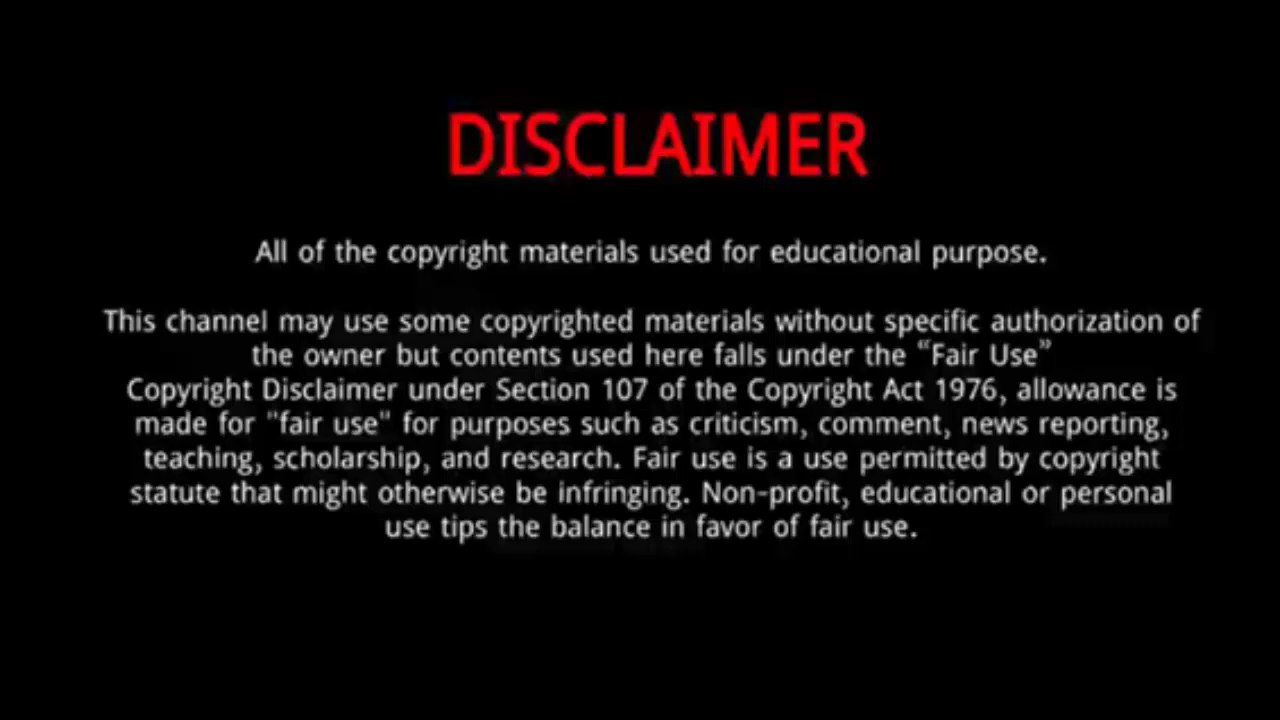 DISCLAIMER
All of the copyright materials used for educational purpose.
This channel may use some copyrighted materials without specific authorization of
the owner but contents used here falls under the “Fair Use”
Copyright Disclaimer under Section 107 of the Copyright Act 1976, allowance is
made for "fair use" for purposes such as criticism, comment, news reporting,
teaching, scholarship, and research. Fair use is a use permitted by copyright
statute that might otherwise be infringing. Non-profit, educational or personal
use tips the balance in favor of fair use.